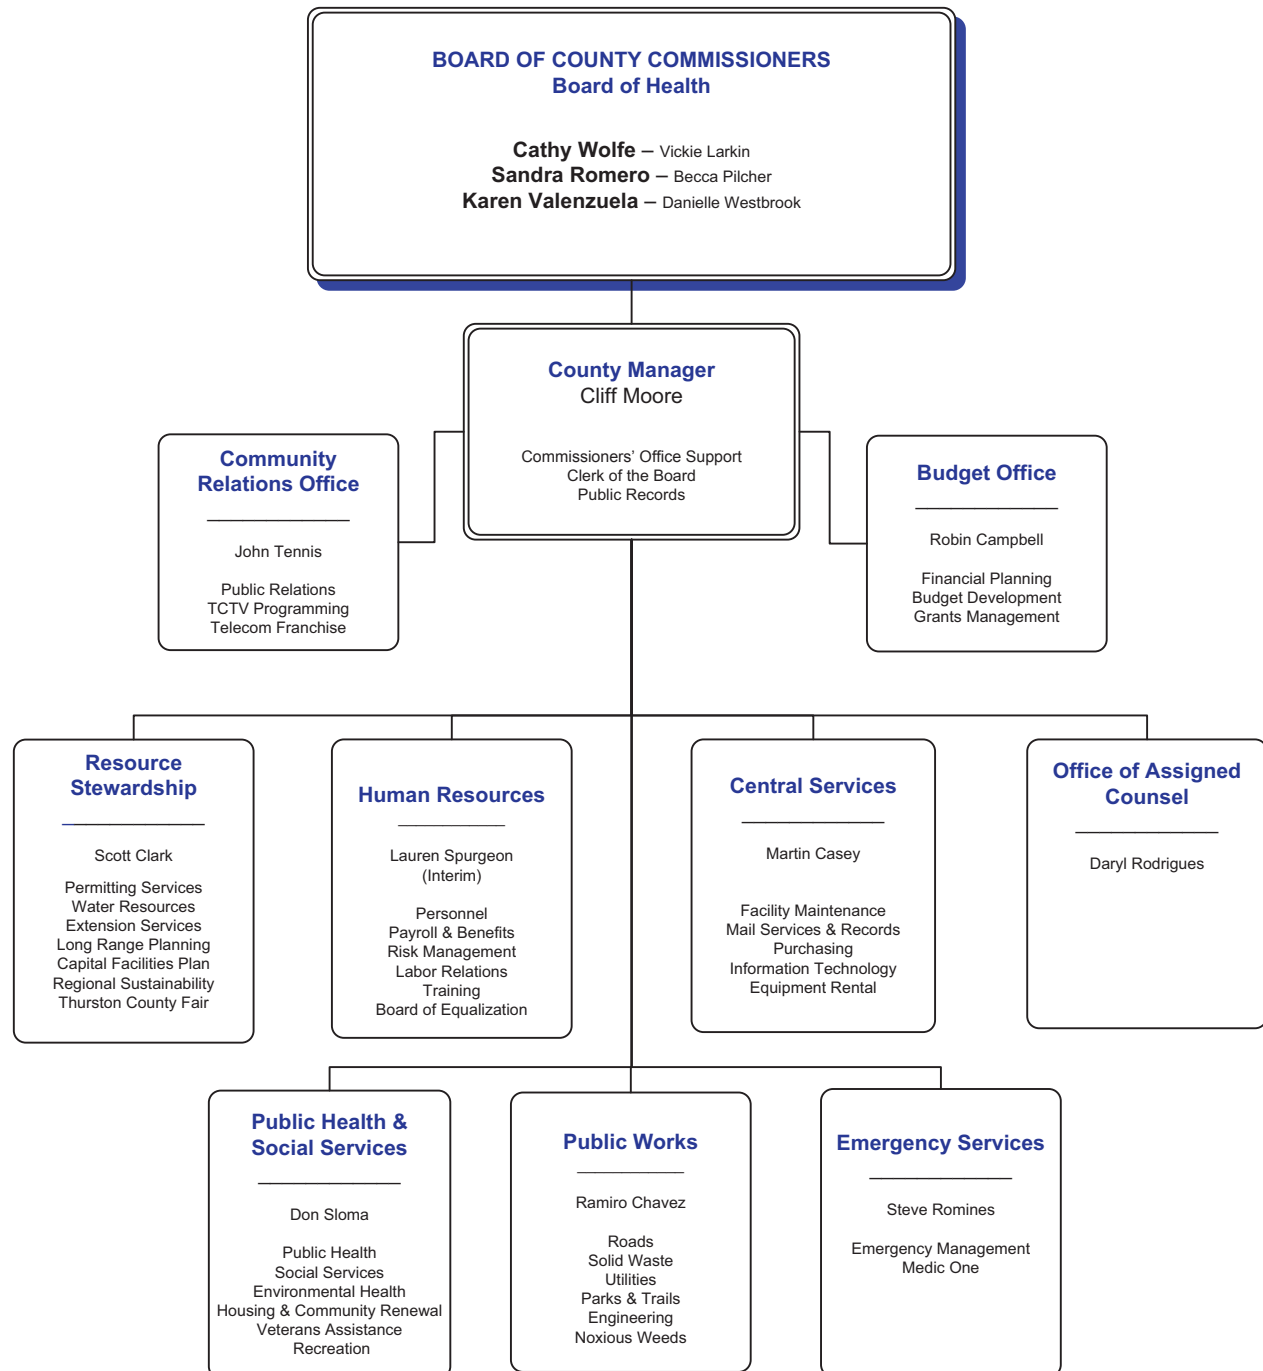 BOARD OF COUNTY COMMISSIONERS
Board of Health
Cathy Wolfe – Vickie Larkin
Sandra Romero – Becca Pilcher
Karen Valenzuela – Danielle Westbrook
County Manager
Cliff Moore
Commissioners' Office Support
Clerk of the Board
Public Records
Community
Relations Office
John Tennis
Public Relations
TCTV Programming
Telecom Franchise
Budget Office
Robin Campbell
Financial Planning
Budget Development
Grants Management
Resource
Stewardship
Scott Clark
Permitting Services
Water Resources
Extension Services
Long Range Planning
Capital Facilities Plan
Regional Sustainability
Thurston County Fair
Human Resources
Lauren Spurgeon
(Interim)
Personnel
Payroll & Benefits
Risk Management
Labor Relations
Training
Board of Equalization
Central Services
Martin Casey
Facility Maintenance
Mail Services & Records
Purchasing
Information Technology
Equipment Rental
Office of Assigned
Counsel
Daryl Rodrigues
Public Health &
Social Services
Don Sloma
Public Health
Social Services
Environmental Health
Housing & Community Renewal
Veterans Assistance
Recreation
Public Works
Ramiro Chavez
Roads
Solid Waste
Utilities
Parks & Trails
Engineering
Noxious Weeds
Emergency Services
Steve Romines
Emergency Management
Medic One